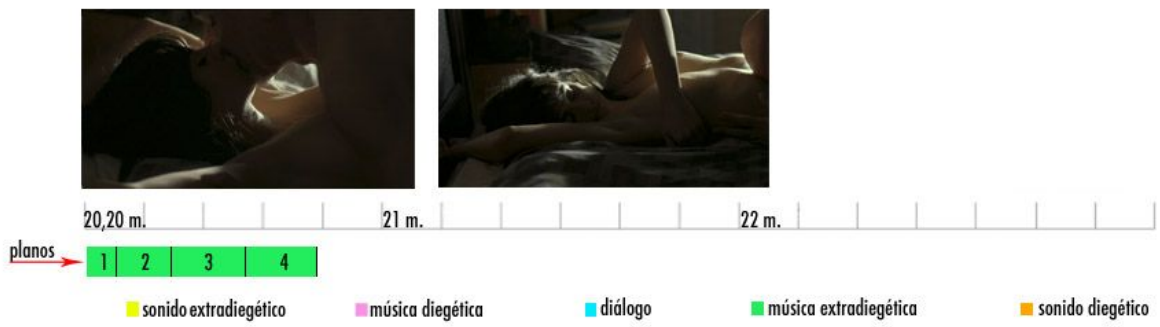 20,20 m. 21 m. 22 m.
planos 1 2 3 4
sonido extradiegético música diegética diálogo música extradiegética sonido diegético